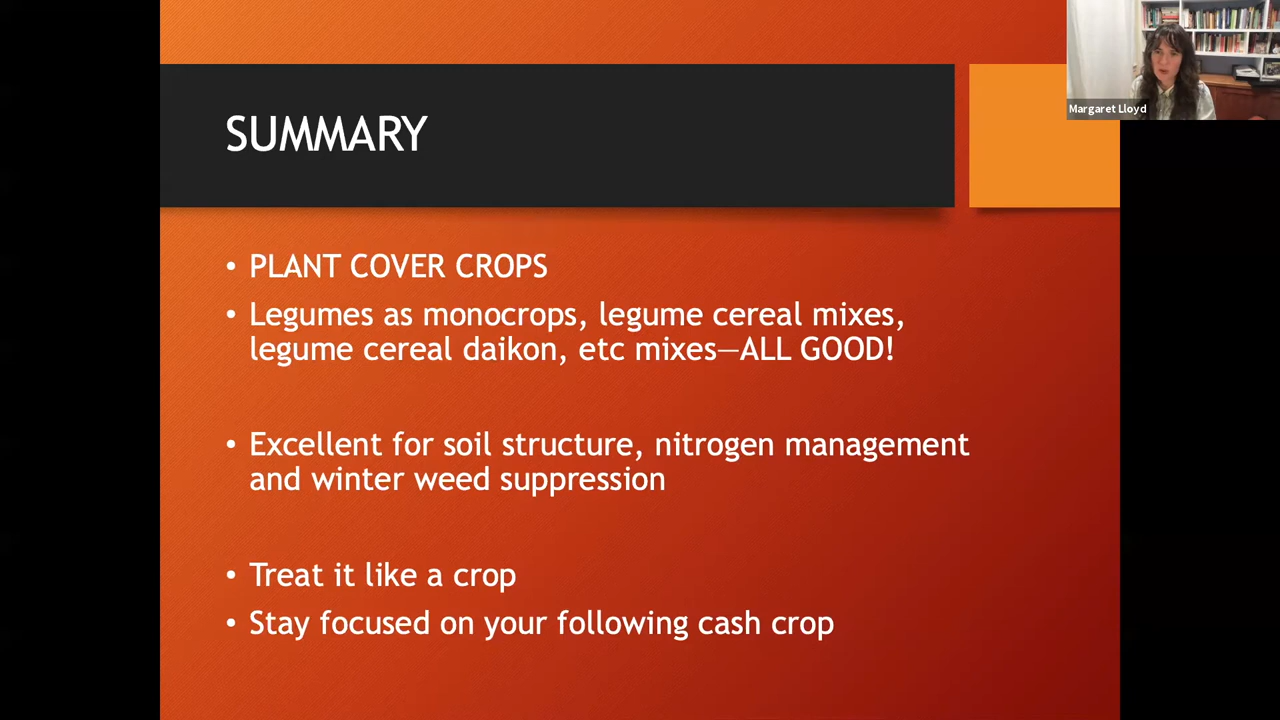 Margaret Lloyd
SUMMARY
• PLANT COVER CROPS
• Legumes as monocrops, legume cereal mixes,
legume cereal daikon, etc mixes—ALL GOOD!
• Excellent for soil structure, nitrogen management
and winter weed suppression
• Treat it like a crop
• Stay focused on your following cash crop